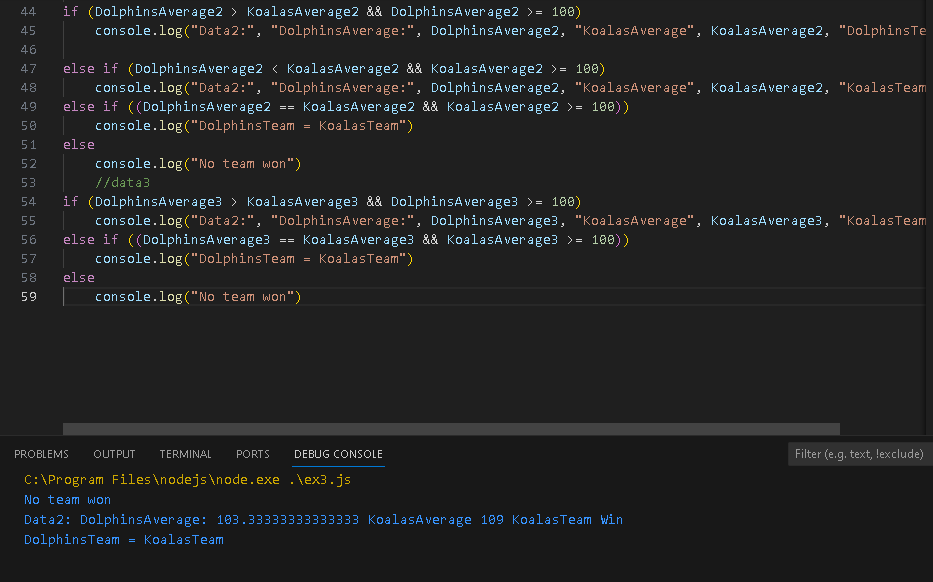 44 if (DolphinsAverage2 > KoalasAverage2 && DolphinsAverage2 >= 100)
45 console.log("Data2:", "DolphinsAverage:", DolphinsAverage2, "KoalasAverage", KoalasAverage2, "DolphinsTe
46
47 else if (DolphinsAverage2 < KoalasAverage2 && KoalasAverage2 >= 100)
48 console.log("Data2:", "DolphinsAverage:", DolphinsAverage2, "KoalasAverage", KoalasAverage2, "KoalasTeam
49 else if ((DolphinsAverage2 == KoalasAverage2 && KoalasAverage2 >= 100))
50 console.log("DolphinsTeam = KoalasTeam")
51 else
52 console.log("No team won")
53 //data3
54 if (DolphinsAverage3 > KoalasAverage3 && DolphinsAverage3 >= 100)
55 console.log("Data2:", "DolphinsAverage:", DolphinsAverage3, "KoalasAverage", KoalasAverage3, "KoalasTeam
56 else if ((DolphinsAverage3 == KoalasAverage3 && KoalasAverage3 >= 100))
57 console.log("DolphinsTeam = KoalasTeam")
58 else
59 console.log("No team won")
PROBLEMS OUTPUT TERMINAL PORTS DEBUG CONSOLE Filter (e.g. text, !exclude)
C:\Program Files\nodejs\node.exe .\ex3.js
No team won
Data2: DolphinsAverage: 103.33333333333333 KoalasAverage 109 KoalasTeam Win
DolphinsTeam = KoalasTeam